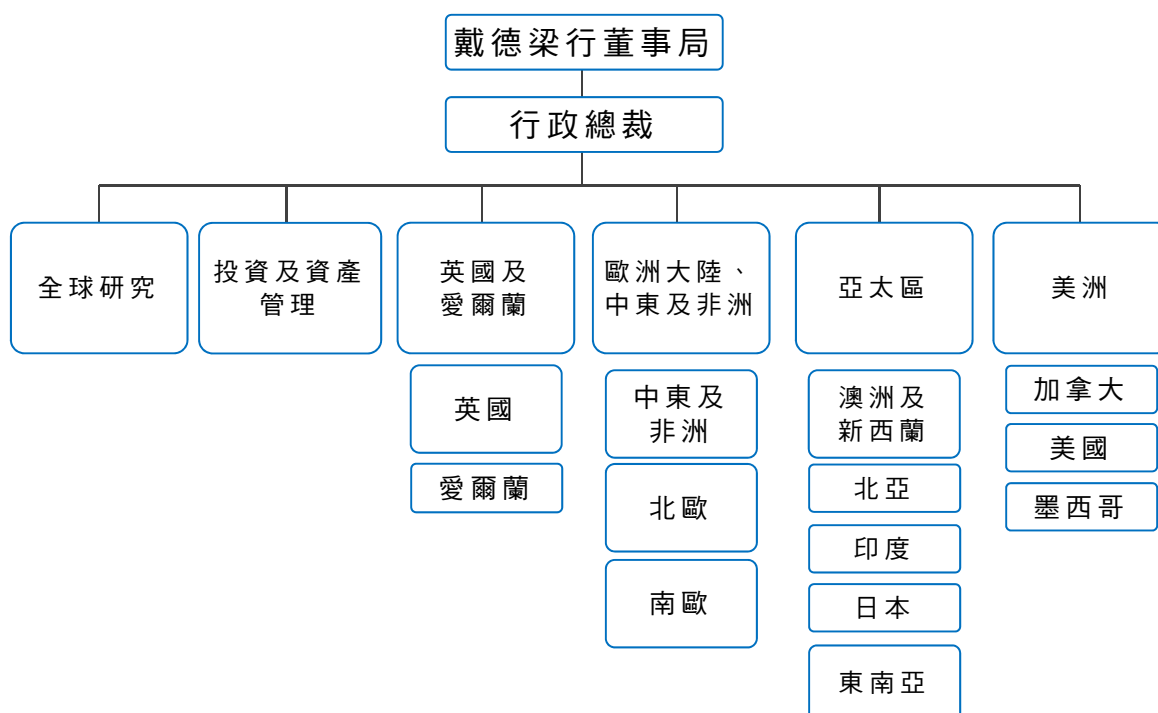 戴德梁行董事局
行政總裁
全球研究
投資及資產
管理
英國及
愛爾蘭
歐洲大陸、
中東及非洲
亞太區
美洲
英國
愛爾蘭
中東及
非洲
北歐
南歐
澳洲及
新西蘭
北亞
印度
日本
東南亞
加拿大
美國
墨西哥